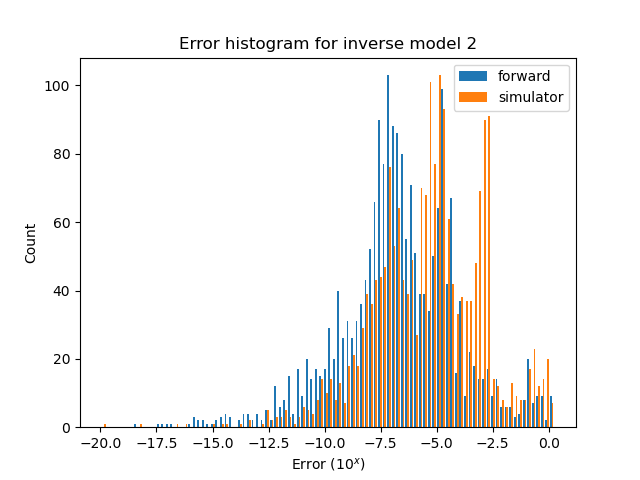 Error histogram for inverse model 2
forward
simulator
100
80
60
40
20
0
Count
−20.0 −17.5 −15.0 −12.5 −10.0 −7.5 −5.0 −2.5 0.0
Error (10ˣ)